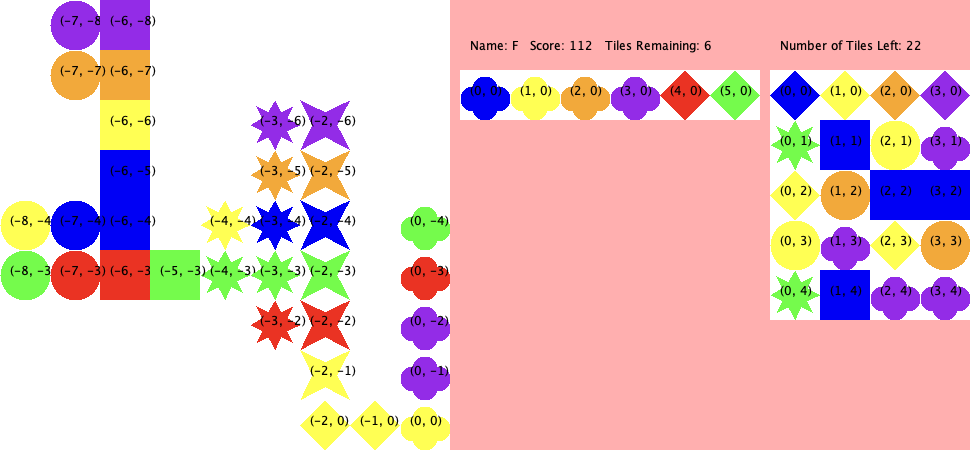 (-7, -8 (-6, -8)
(-7, -7) (-6, -7)
(-6, -6) (-3, -6) (-2, -6)
(-6, -5) (-3, -5) (-2, -5)
(-8, -4 (-7, -4) (-6, -4) (-4, -4) (-3, -4) (-2, -4) (0, -4)
(-8, -3 (-7, -3) (-6, -3 (-5, -3) (-4, -3) (-3, -3) (-2, -3) (0, -3)
(-3, -2) (-2, -2) (0, -2)
(-2, -1) (0, -1)
(-2, 0) (-1, 0) (0, 0)
Name: F Score: 112 Tiles Remaining: 6
(0, 0) (1, 0) (2, 0) (3, 0) (4, 0) (5, 0)
Number of Tiles Left: 22
(0, 0) (1, 0) (2, 0) (3, 0)
(0, 1) (1, 1) (2, 1) (3, 1)
(0, 2) (1, 2) (2, 2) (3, 2)
(0, 3) (1, 3) (2, 3) (3, 3)
(0, 4) (1, 4) (2, 4) (3, 4)